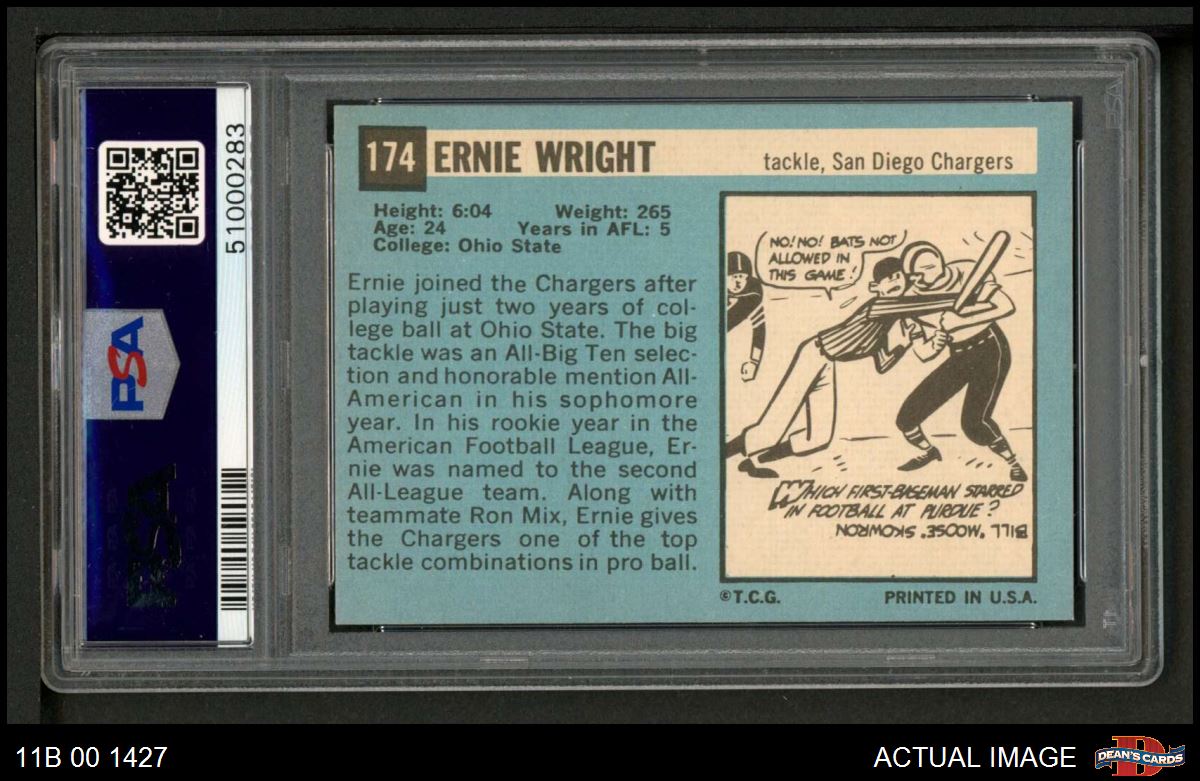 51000283
PSA
PSA
174 ERNIE WRIGHT
tackle, San Diego Chargers
Height: 6:04 Weight: 265
Age: 24 Years in AFL: 5
College: Ohio State
Ernie joined the Chargers after
playing just two years of col-
lege ball at Ohio State. The big
tackle was an All-Big Ten selec-
tion and honorable mention All-
American in his sophomore
year. In his rookie year in the
American Football League, Er-
nie was named to the second
All-League team. Along with
teammate Ron Mix, Ernie gives
the Chargers one of the top
tackle combinations in pro ball.
NO! NO! BATS NOT
ALLOWED IN
THIS GAME!
WHICH FIRST-BASEMAN STARRED
IN FOOTBALL AT PURDUE?
BILL "MOOSE" SKOWRON
©T.C.G. PRINTED IN U.S.A.
11B 00 1427
ACTUAL IMAGE
DEAN'S CARDS